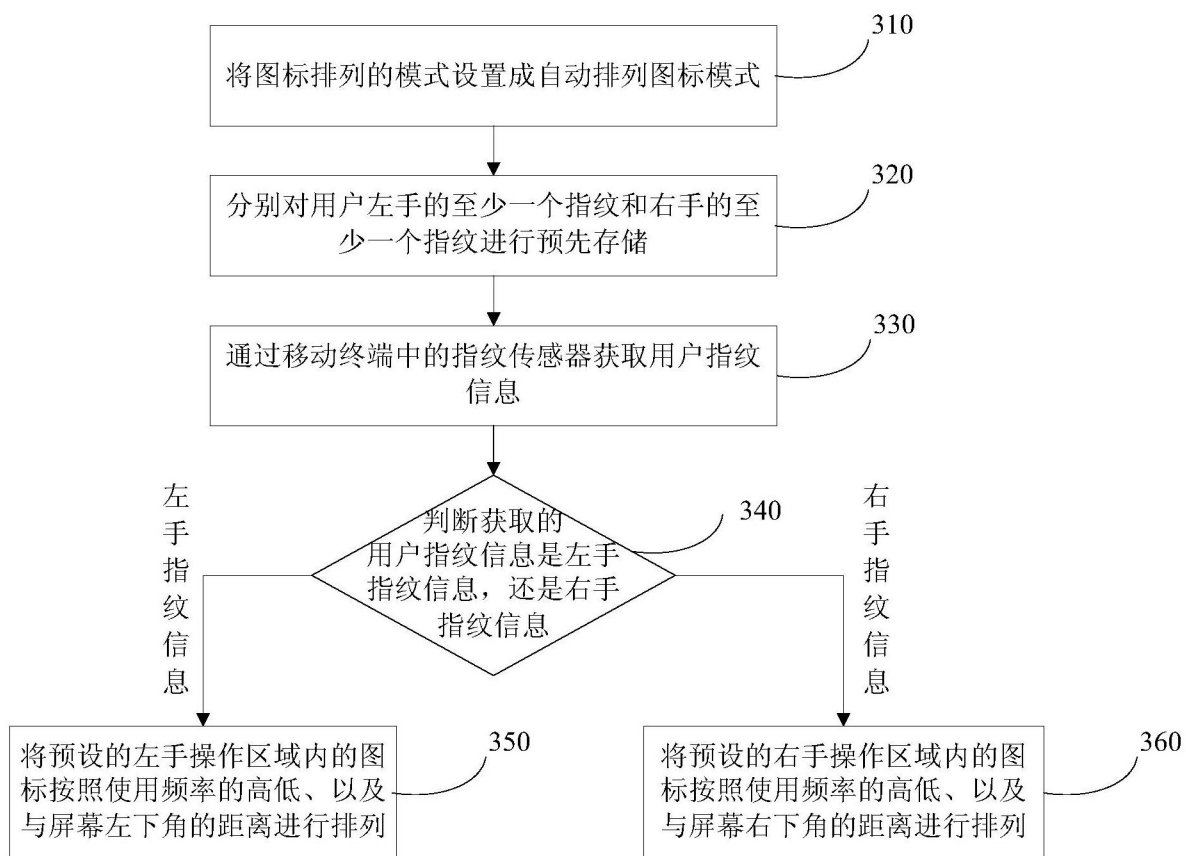 310
将图标排列的模式设置成自动排列图标模式
320
分别对用户左手的至少一个指纹和右手的至
少一个指纹进行预先存储
330
通过移动终端中的指纹传感器获取用户指纹
信息
340
判断获取的
用户指纹信息是左手
指纹信息，还是右手
指纹信息
左手指纹信息
右手指纹信息
350
将预设的左手操作区域内的图
标按照使用频率的高低、以及
与屏幕左下角的距离进行排列
360
将预设的右手操作区域内的图
标按照使用频率的高低、以及
与屏幕右下角的距离进行排列